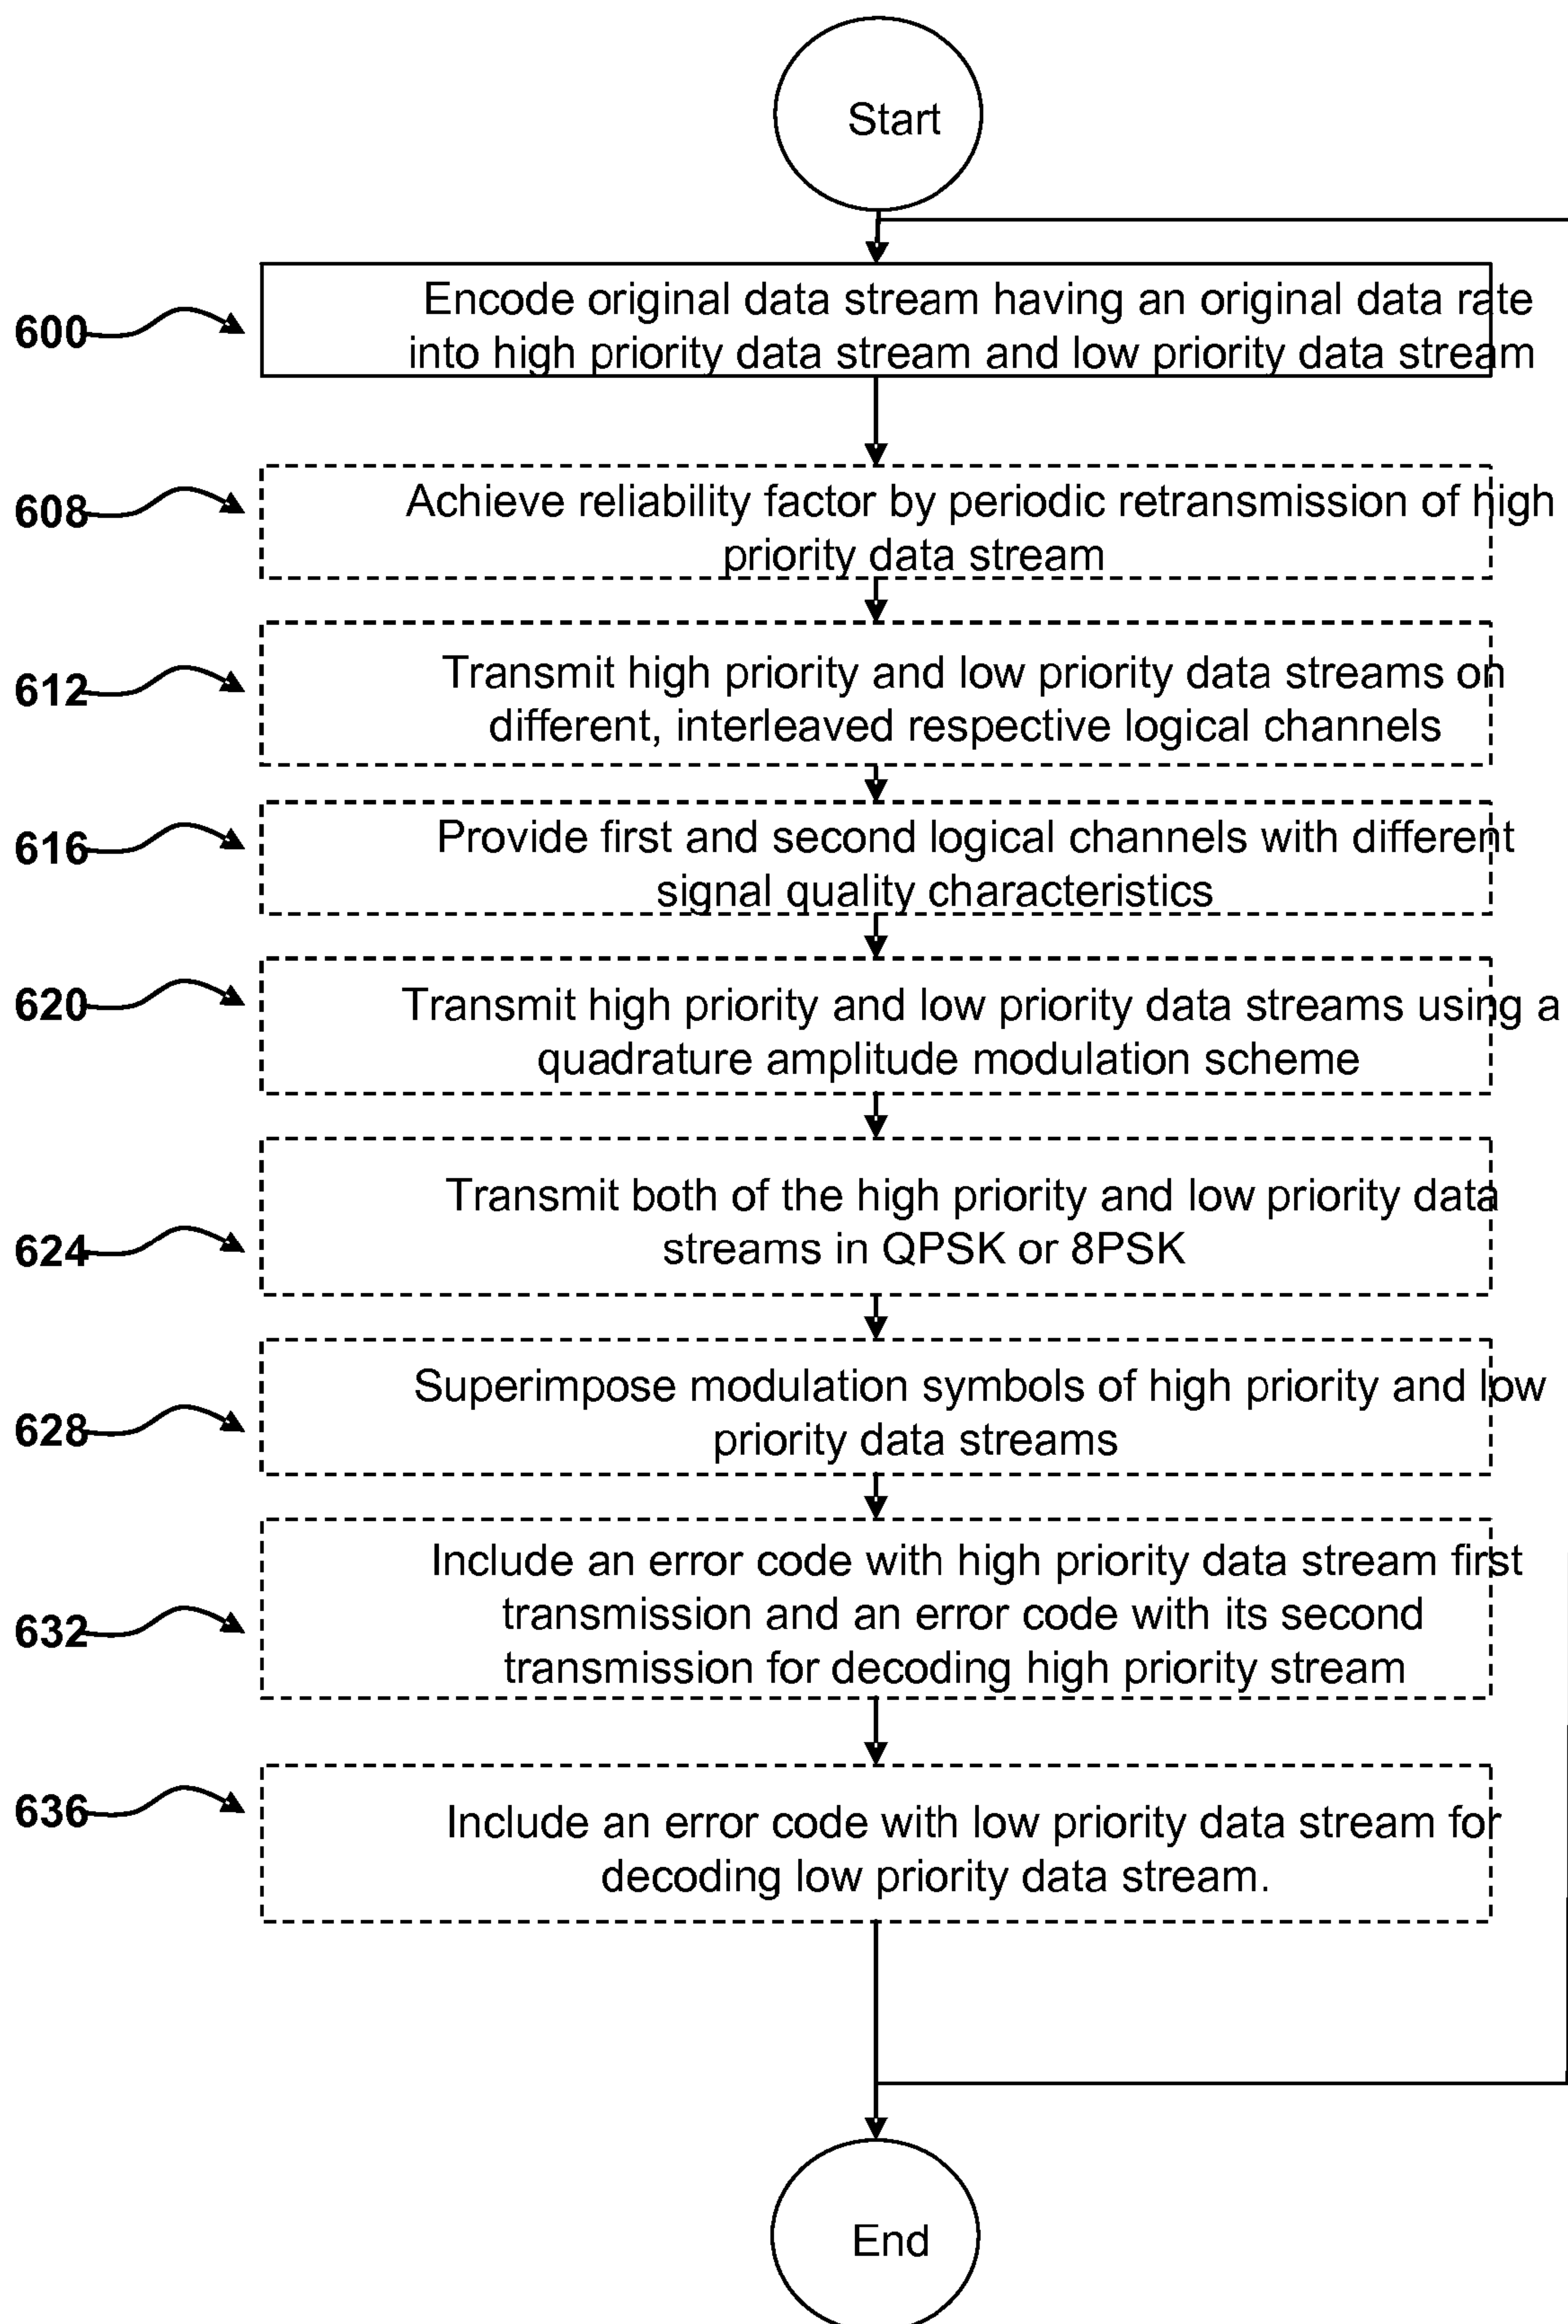 Start
600
Encode original data stream having an original data rate
into high priority data stream and low priority data stream
608
Achieve reliability factor by periodic retransmission of high
priority data stream
612
Transmit high priority and low priority data streams on
different, interleaved respective logical channels
616
Provide first and second logical channels with different
signal quality characteristics
620
Transmit high priority and low priority data streams using a
quadrature amplitude modulation scheme
624
Transmit both of the high priority and low priority data
streams in QPSK or 8PSK
628
Superimpose modulation symbols of high priority and low
priority data streams
632
Include an error code with high priority data stream first
transmission and an error code with its second
transmission for decoding high priority stream
636
Include an error code with low priority data stream for
decoding low priority data stream.
End